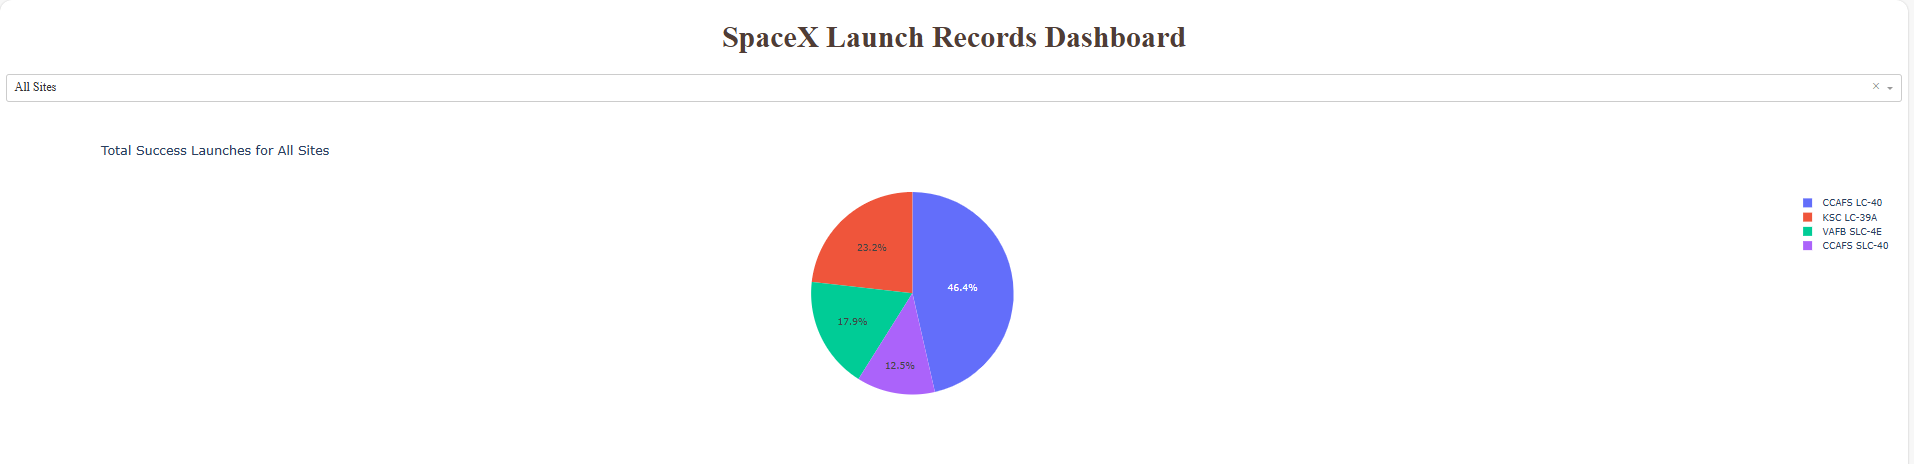 SpaceX Launch Records Dashboard
All Sites
Total Success Launches for All Sites
23.2%
46.4%
17.9%
12.5%
CCAFS LC-40
KSC LC-39A
VAFB SLC-4E
CCAFS SLC-40